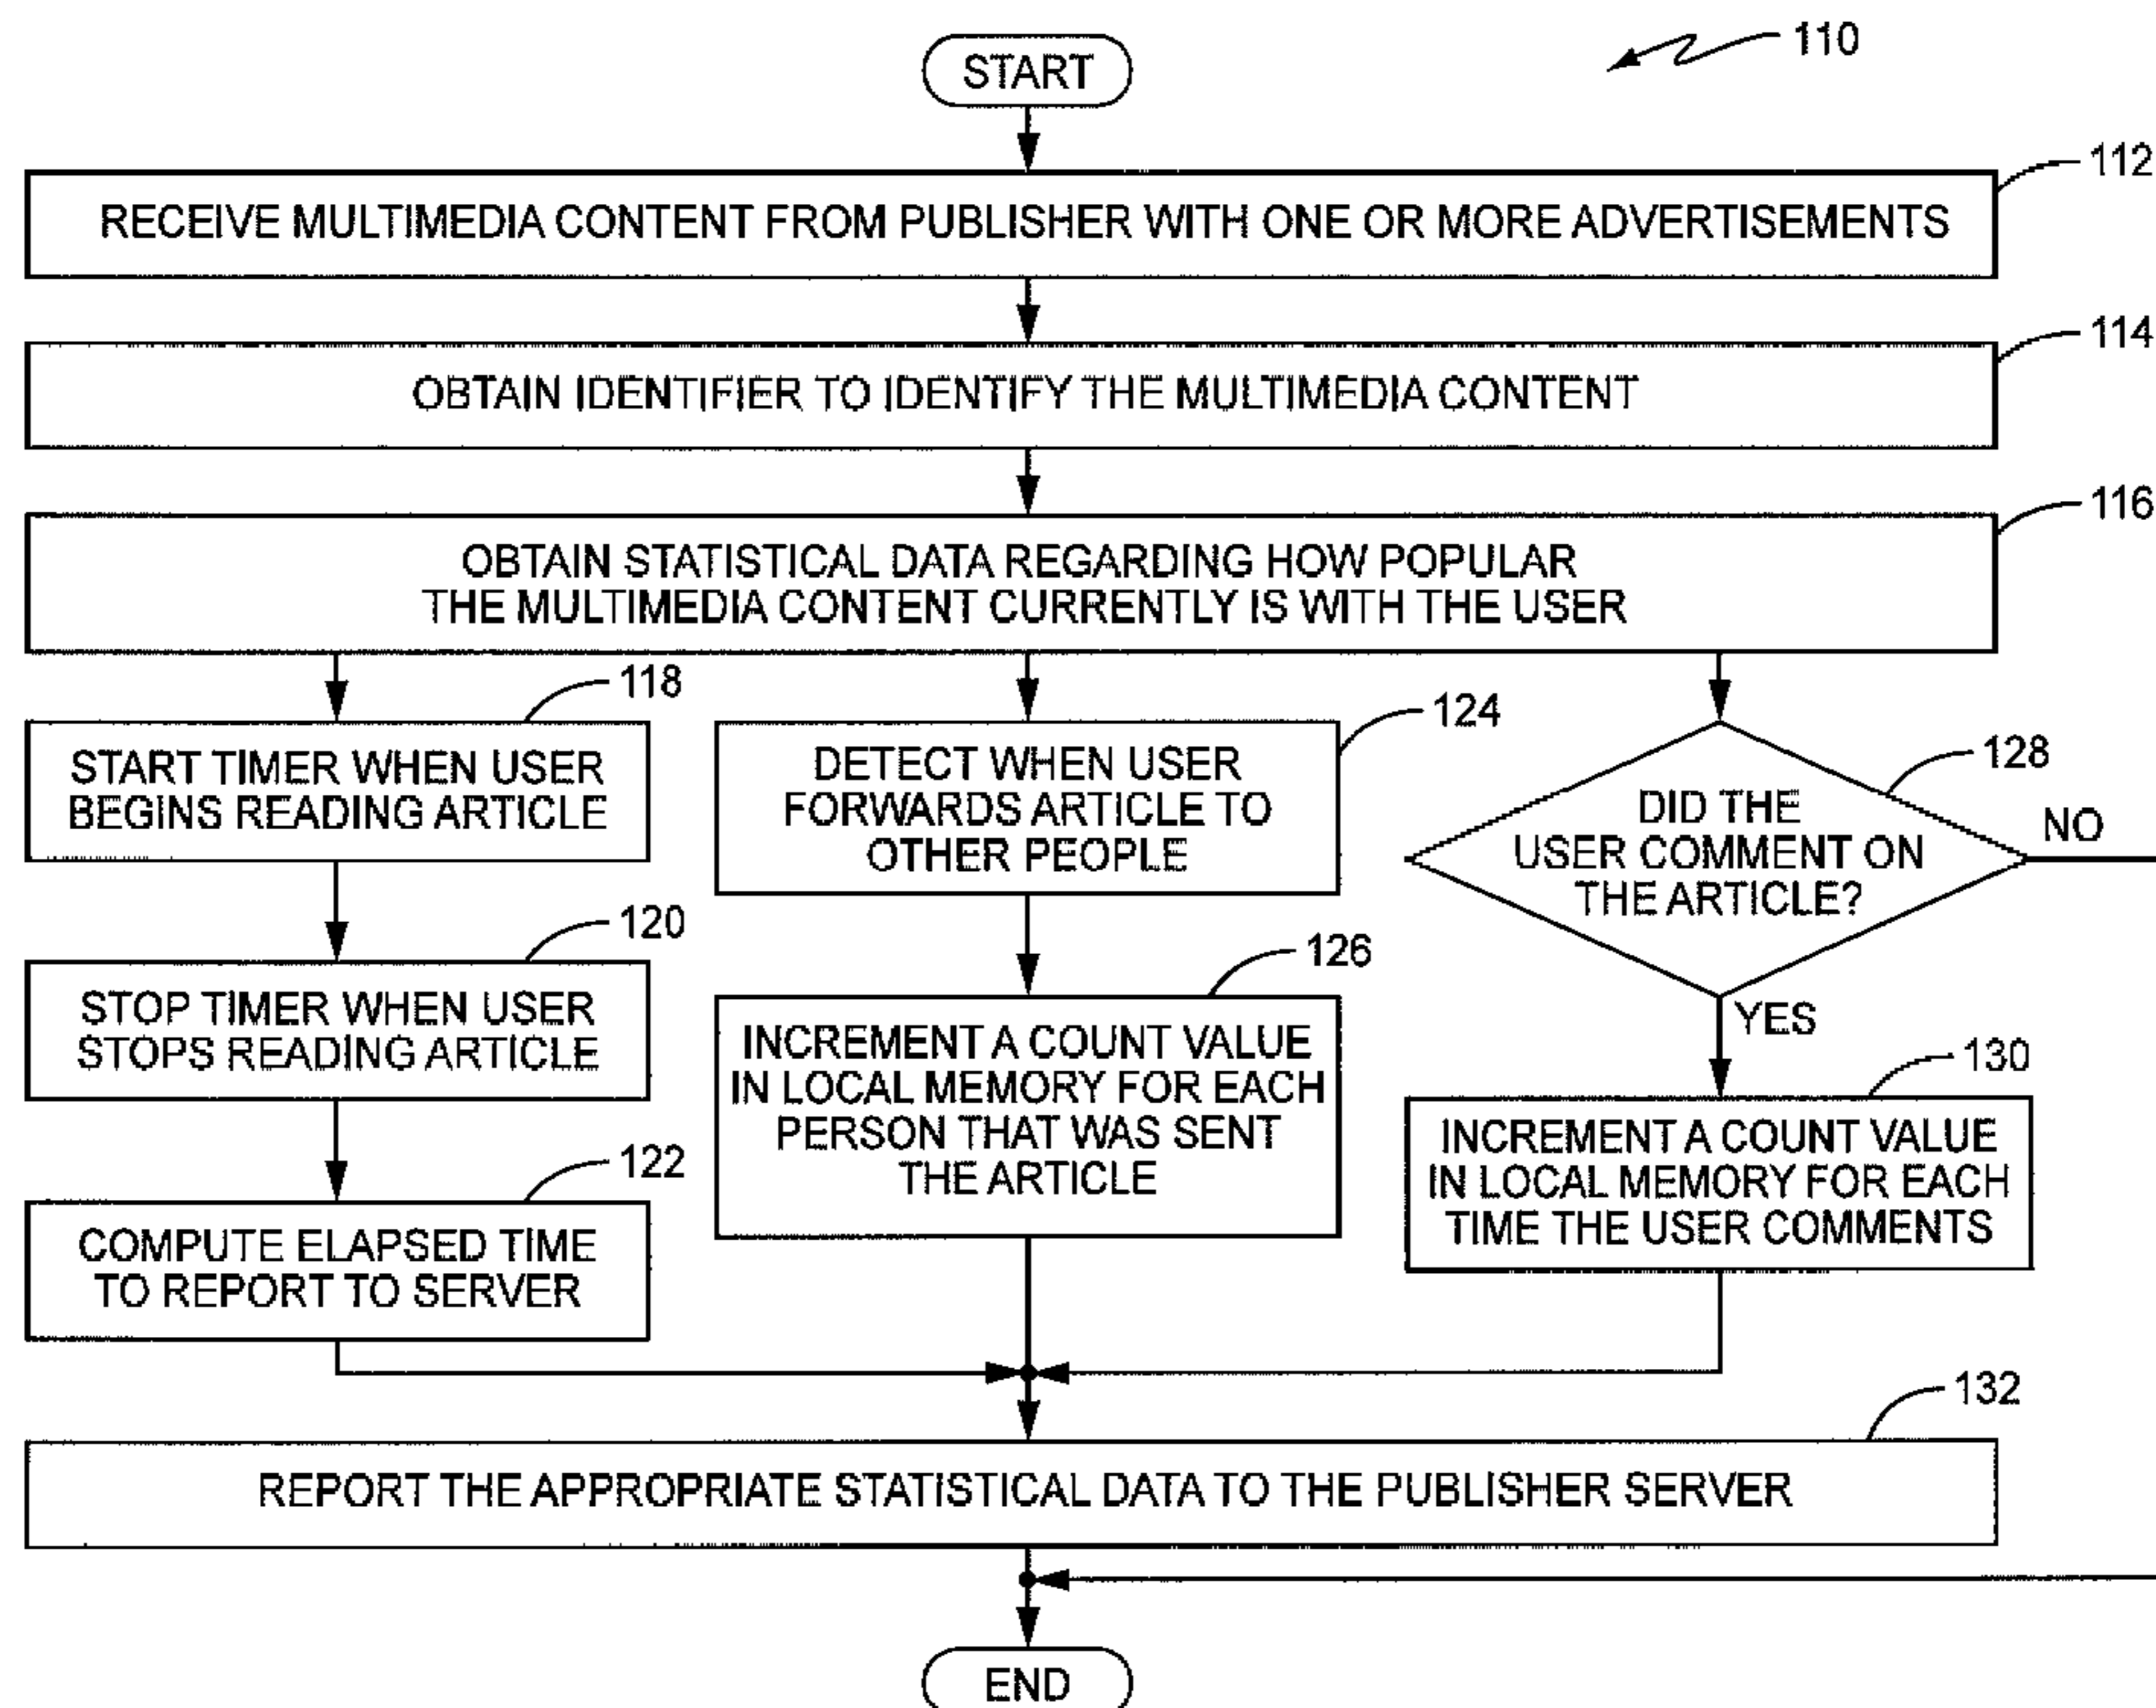 START
110
112
RECEIVE MULTIMEDIA CONTENT FROM PUBLISHER WITH ONE OR MORE ADVERTISEMENTS
114
OBTAIN IDENTIFIER TO IDENTIFY THE MULTIMEDIA CONTENT
116
OBTAIN STATISTICAL DATA REGARDING HOW POPULAR
THE MULTIMEDIA CONTENT CURRENTLY IS WITH THE USER
118
START TIMER WHEN USER
BEGINS READING ARTICLE
120
STOP TIMER WHEN USER
STOPS READING ARTICLE
122
COMPUTE ELAPSED TIME
TO REPORT TO SERVER
124
DETECT WHEN USER
FORWARDS ARTICLE TO
OTHER PEOPLE
126
INCREMENT A COUNT VALUE
IN LOCAL MEMORY FOR EACH
PERSON THAT WAS SENT
THE ARTICLE
128
DID THE
USER COMMENT ON
THE ARTICLE?
NO
YES
130
INCREMENT A COUNT VALUE
IN LOCAL MEMORY FOR EACH
TIME THE USER COMMENTS
132
REPORT THE APPROPRIATE STATISTICAL DATA TO THE PUBLISHER SERVER
END